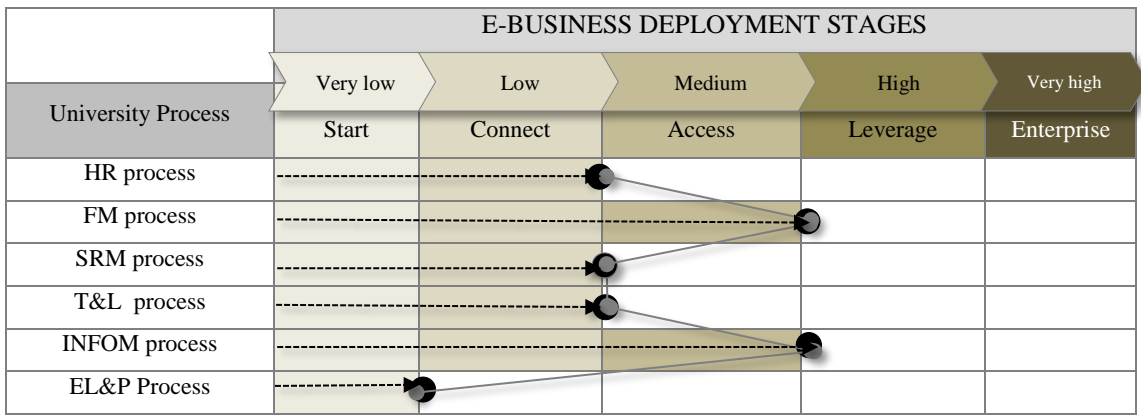 E-BUSINESS DEPLOYMENT STAGES
Very low Low Medium High Very high
University Process
Start Connect Access Leverage Enterprise
HR process
FM process
SRM process
T&L process
INFOM process
EL&P Process